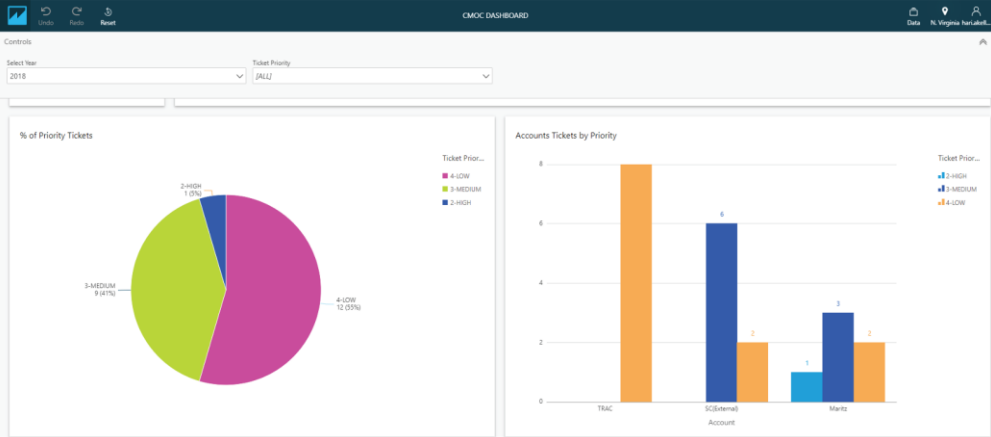 Undo Redo Reset CMOC DASHBOARD Data N. Virginia hari.akell...
Controls
Select Year Ticket Priority
2018 [ALL]
% of Priority Tickets
Ticket Prior...
4-LOW
3-MEDIUM
2-HIGH
2-HIGH
1 (5%)
3-MEDIUM
9 (41%)
4-LOW
12 (55%)
Accounts Tickets by Priority
Ticket Prior...
2-HIGH
3-MEDIUM
4-LOW
8
6
4
2
0
6
2
1
3
2
TRAC SC(External) Maritz
Account